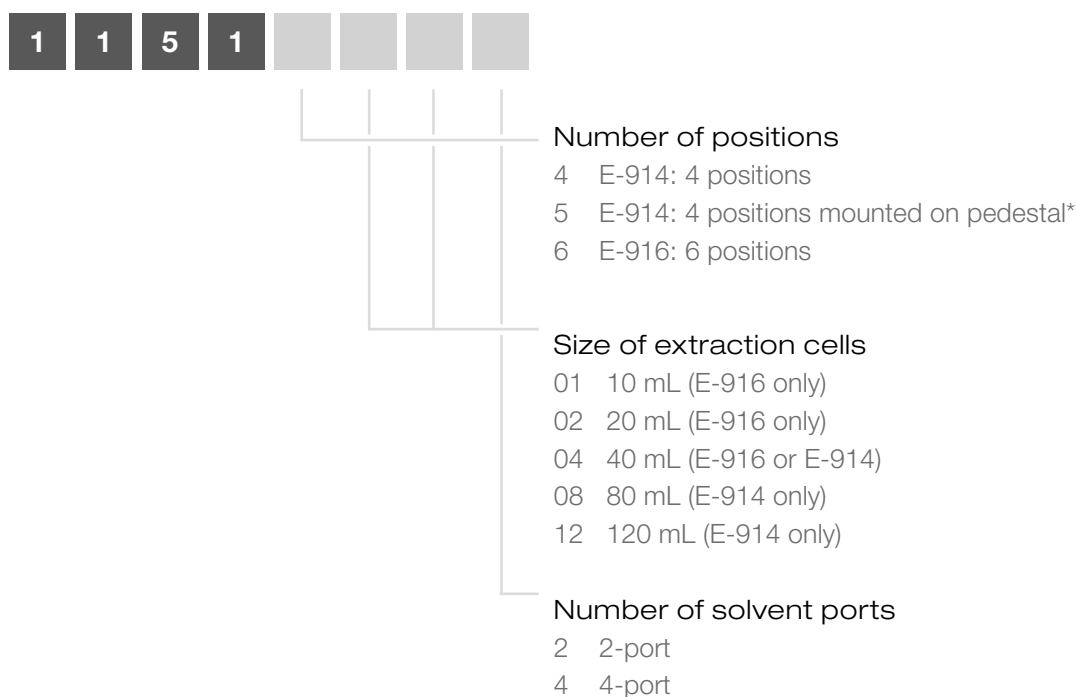 1 1 5 1
Number of positions
4 E-914: 4 positions
5 E-914: 4 positions mounted on pedestal*
6 E-916: 6 positions
Size of extraction cells
01 10 mL (E-916 only)
02 20 mL (E-916 only)
04 40 mL (E-916 or E-914)
08 80 mL (E-914 only)
12 120 mL (E-914 only)
Number of solvent ports
2 2-port
4 4-port